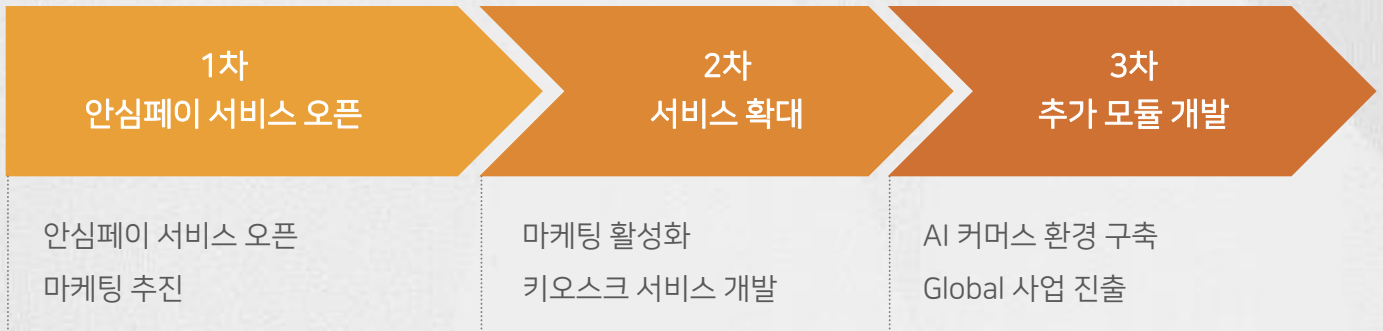 1차
안심페이 서비스 오픈
2차
서비스 확대
3차
추가 모듈 개발
안심페이 서비스 오픈
마케팅 추진
마케팅 활성화
키오스크 서비스 개발
AI 커머스 환경 구축
Global 사업 진출